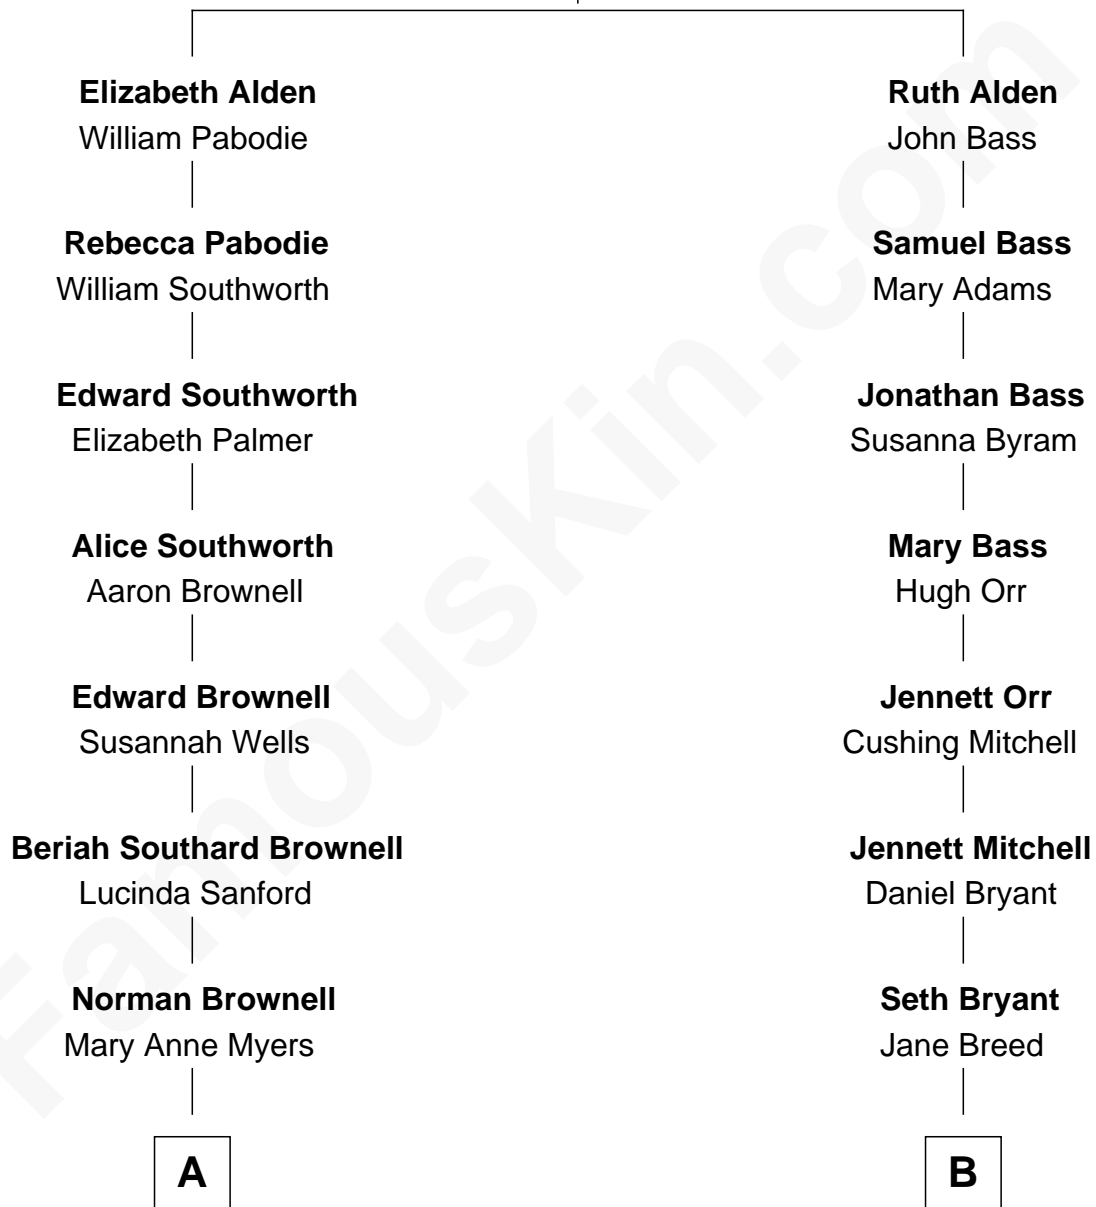 Elizabeth Alden
William Pabodie
Rebecca Pabodie
William Southworth
Edward Southworth
Elizabeth Palmer
Alice Southworth
Aaron Brownell
Edward Brownell
Susannah Wells
Beriah Southard Brownell
Lucinda Sanford
Norman Brownell
Mary Anne Myers
A
Ruth Alden
John Bass
Samuel Bass
Mary Adams
Jonathan Bass
Susanna Byram
Mary Bass
Hugh Orr
Jennett Orr
Cushing Mitchell
Jennett Mitchell
Daniel Bryant
Seth Bryant
Jane Breed
B
FamousKin.com